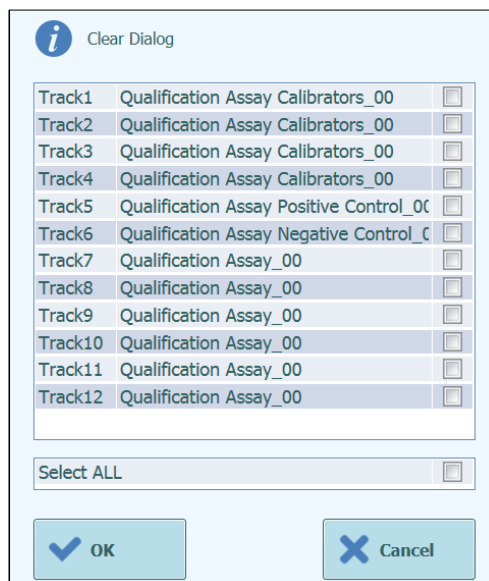 Clear Dialog
Track1 Qualification Assay Calibrators_00
Track2 Qualification Assay Calibrators_00
Track3 Qualification Assay Calibrators_00
Track4 Qualification Assay Calibrators_00
Track5 Qualification Assay Positive Control_00
Track6 Qualification Assay Negative Control_0
Track7 Qualification Assay_00
Track8 Qualification Assay_00
Track9 Qualification Assay_00
Track10 Qualification Assay_00
Track11 Qualification Assay_00
Track12 Qualification Assay_00
Select ALL
OK Cancel